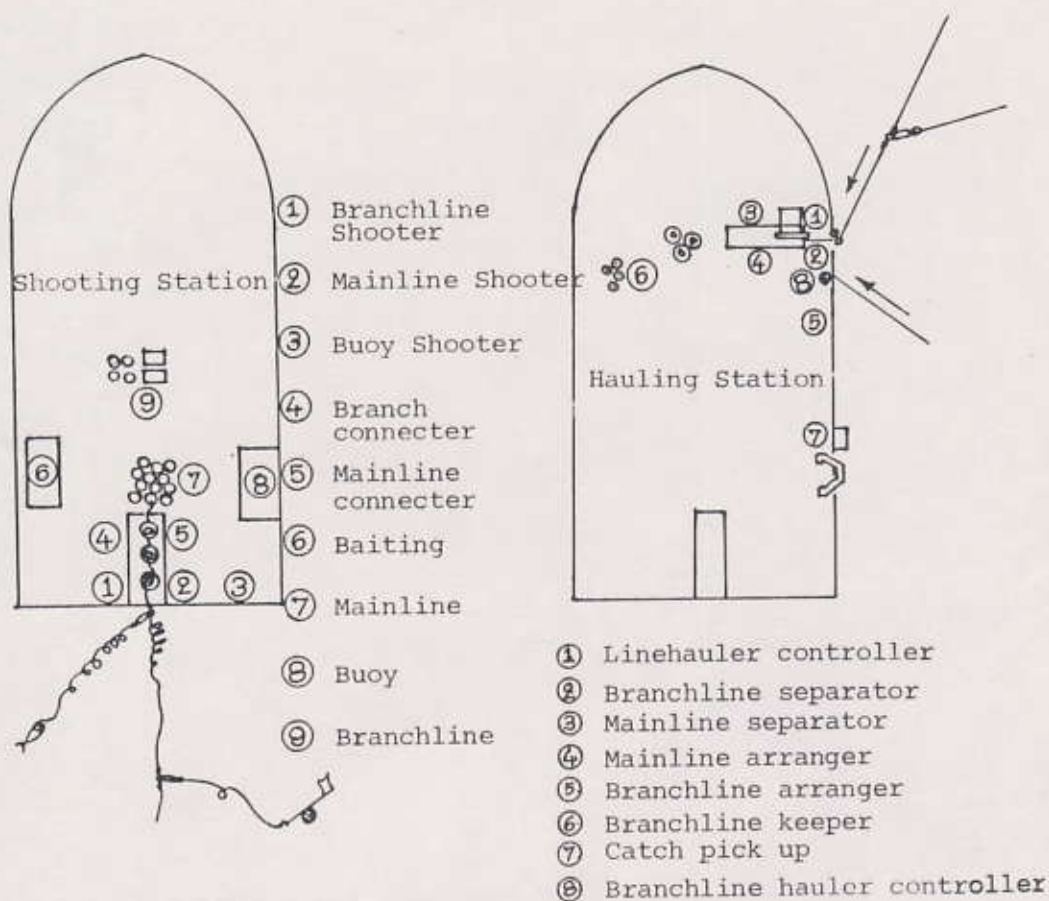 Shooting Station
① Branchline
Shooter
② Mainline Shooter
③ Buoy Shooter
④ Branch
connecter
⑤ Mainline
connecter
⑥ Baiting
⑦ Mainline
⑧ Buoy
⑨ Branchline
⑨
⑥
⑦
⑧
④
⑤
①
②
③
Hauling Station
③
①
④
②
⑥
⑧
⑤
⑦
① Linehauler controller
② Branchline separator
③ Mainline separator
④ Mainline arranger
⑤ Branchline arranger
⑥ Branchline keeper
⑦ Catch pick up
⑧ Branchline hauler controller